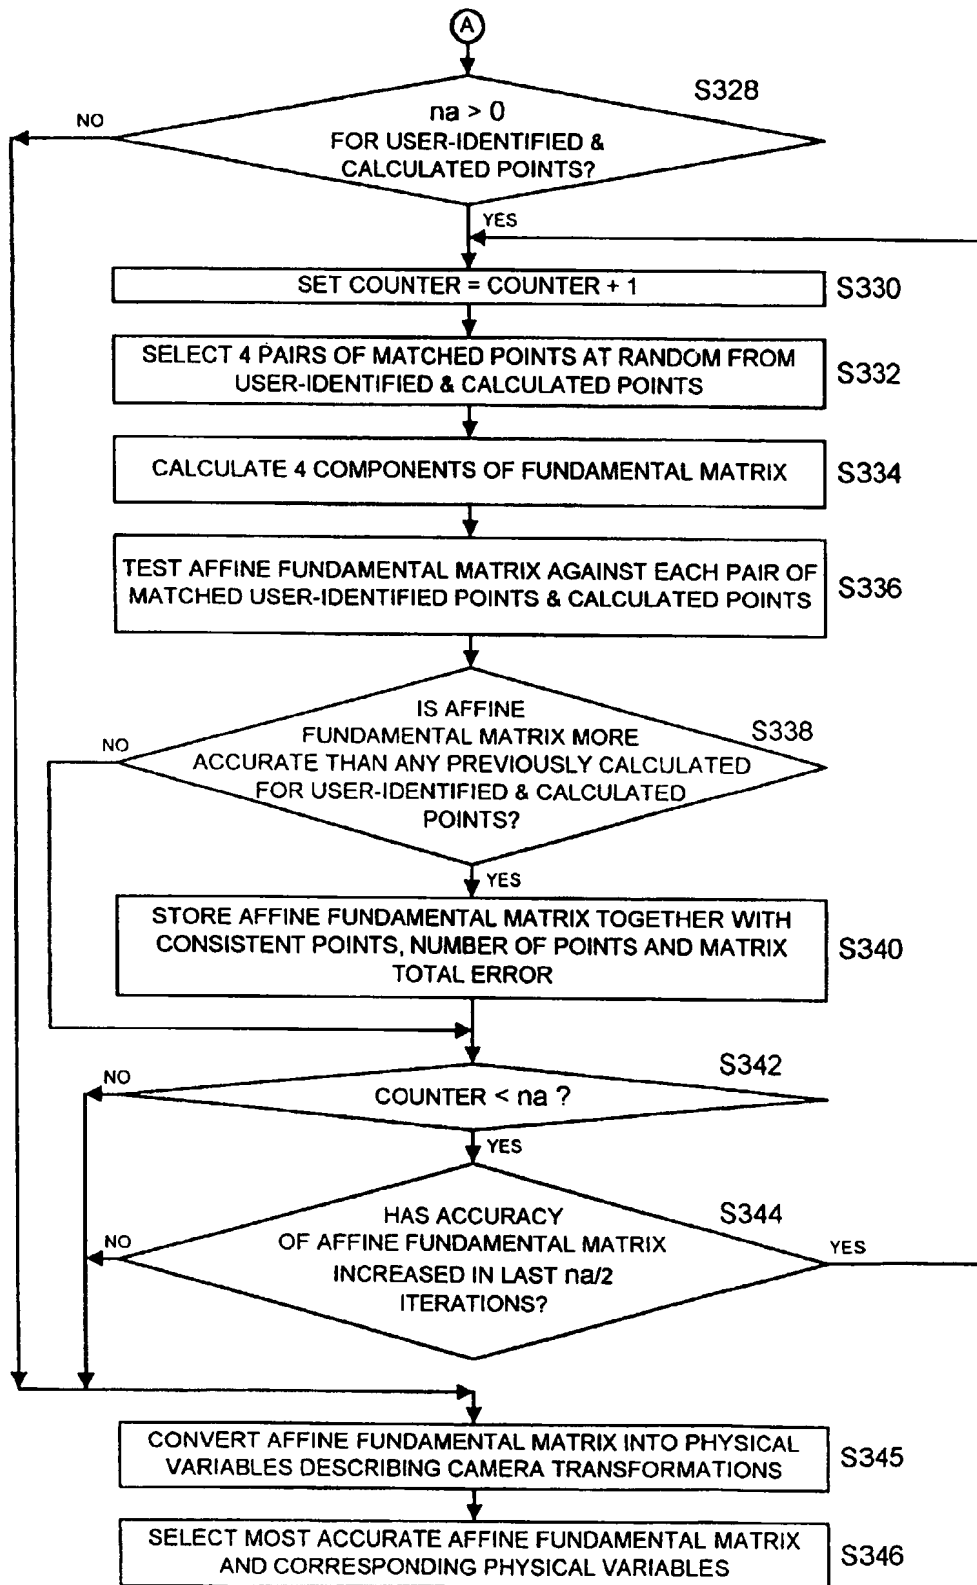 A
S328
na > 0
NO
FOR USER-IDENTIFIED &
CALCULATED POINTS?
YES
SET COUNTER = COUNTER + 1
S330
SELECT 4 PAIRS OF MATCHED POINTS AT RANDOM FROM
USER-IDENTIFIED & CALCULATED POINTS
S332
CALCULATE 4 COMPONENTS OF FUNDAMENTAL MATRIX
S334
TEST AFFINE FUNDAMENTAL MATRIX AGAINST EACH PAIR OF
MATCHED USER-IDENTIFIED POINTS & CALCULATED POINTS
S336
IS AFFINE
FUNDAMENTAL MATRIX MORE
S338
NO
ACCURATE THAN ANY PREVIOUSLY CALCULATED
FOR USER-IDENTIFIED & CALCULATED
POINTS?
YES
STORE AFFINE FUNDAMENTAL MATRIX TOGETHER WITH
CONSISTENT POINTS, NUMBER OF POINTS AND MATRIX
TOTAL ERROR
S340
S342
NO
COUNTER < na ?
YES
HAS ACCURACY
S344
NO
OF AFFINE FUNDAMENTAL MATRIX
YES
INCREASED IN LAST na/2
ITERATIONS?
CONVERT AFFINE FUNDAMENTAL MATRIX INTO PHYSICAL
VARIABLES DESCRIBING CAMERA TRANSFORMATIONS
S345
SELECT MOST ACCURATE AFFINE FUNDAMENTAL MATRIX
AND CORRESPONDING PHYSICAL VARIABLES
S346